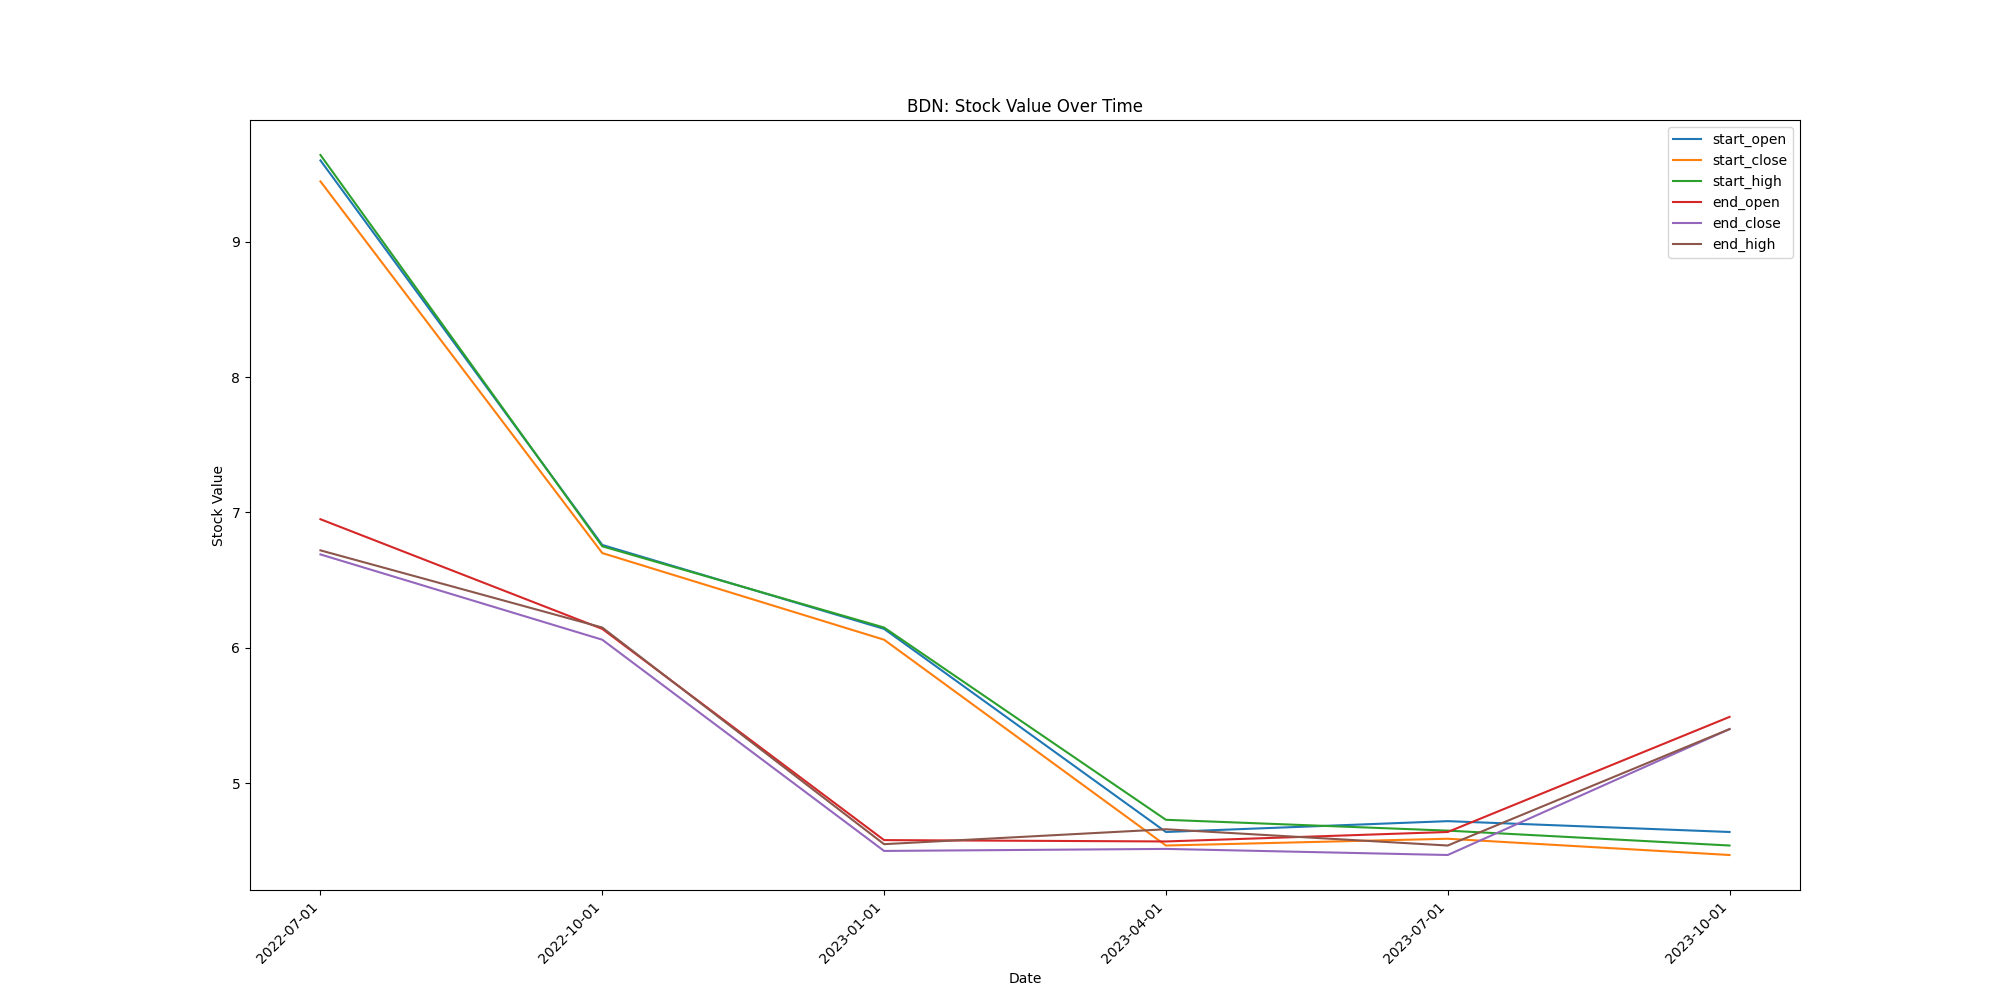 BDN: Stock Value Over Time
start_open
start_close
start_high
end_open
end_close
end_high
Stock Value
9
8
7
6
5
2022-07-01
2022-10-01
2023-01-01
2023-04-01
2023-07-01
2023-10-01
Date